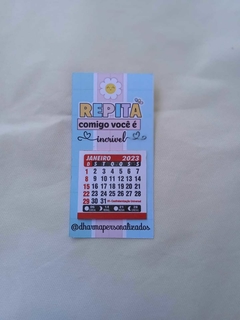 REPITA
comigo você é
incrível
JANEIRO 2023
D S T Q Q S S
1 2 3 4 5 6 7
8 9 10 11 12 13 14
15 16 17 18 19 20 21
22 23 24 25 26 27 28
29 30 31
@dharmapersonalizados